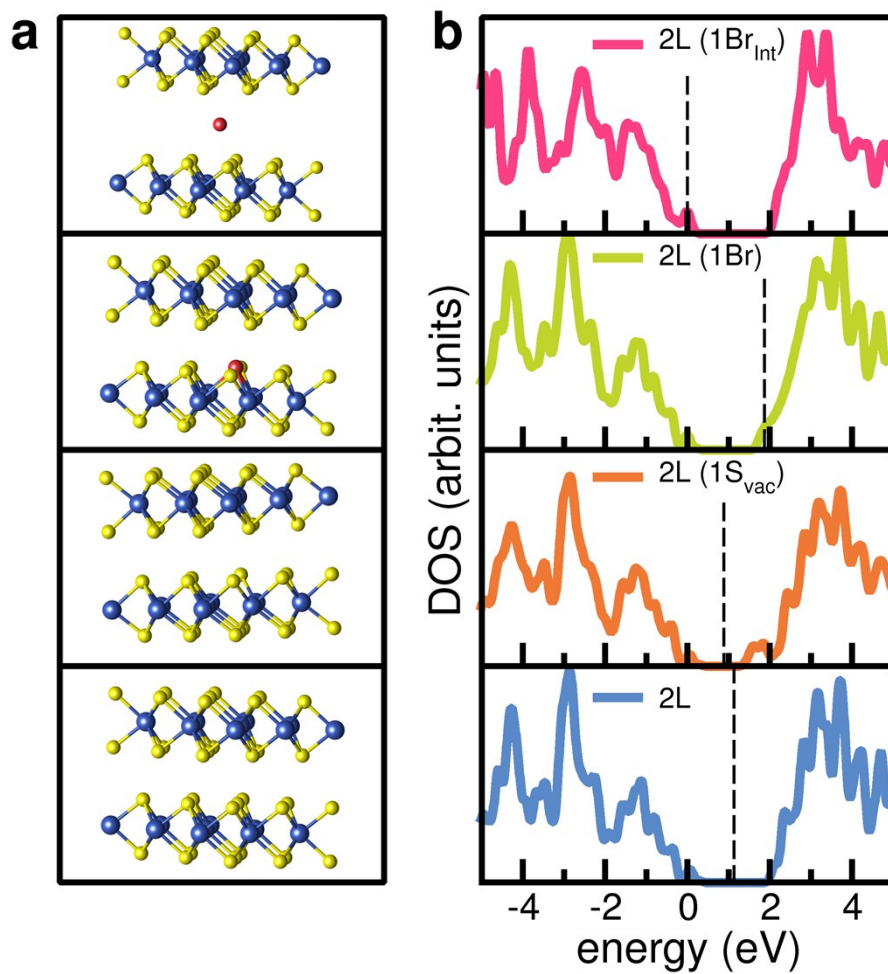 a
b
2L (1Br_Int)
2L (1Br)
2L (1S_vac)
2L
DOS (arbit. units)
-4 -2 0 2 4
energy (eV)